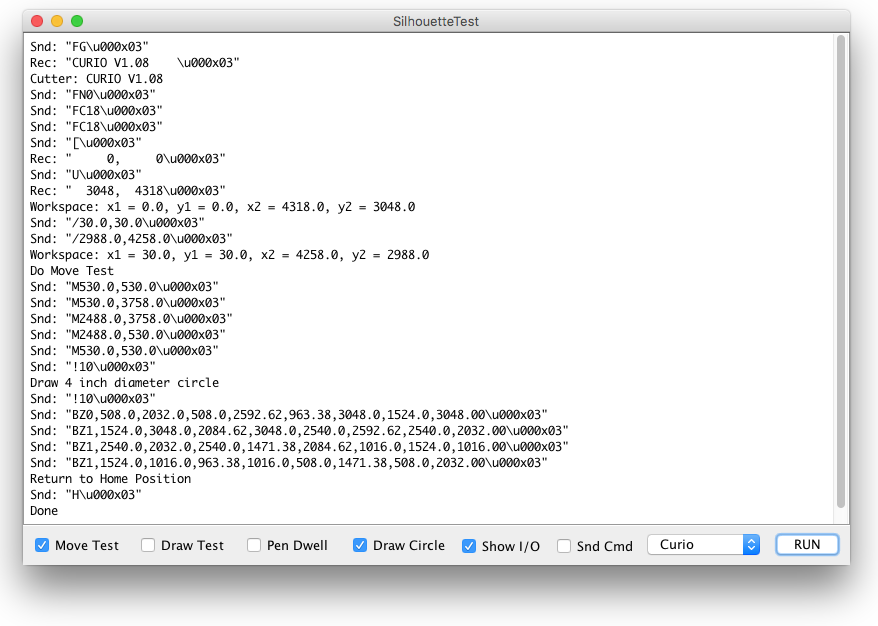 SilhouetteTest
Snd: "FG\u000x03"
Rec: "CURIO V1.08    \u000x03"
Cutter: CURIO V1.08
Snd: "FN0\u000x03"
Snd: "FC18\u000x03"
Snd: "FC18\u000x03"
Snd: "[\u000x03"
Rec: "     0,     0\u000x03"
Snd: "U\u000x03"
Rec: "  3048,  4318\u000x03"
Workspace: x1 = 0.0, y1 = 0.0, x2 = 4318.0, y2 = 3048.0
Snd: "/30.0,30.0\u000x03"
Snd: "/2988.0,4258.0\u000x03"
Workspace: x1 = 30.0, y1 = 30.0, x2 = 4258.0, y2 = 2988.0
Do Move Test
Snd: "M530.0,530.0\u000x03"
Snd: "M530.0,3758.0\u000x03"
Snd: "M2488.0,3758.0\u000x03"
Snd: "M2488.0,530.0\u000x03"
Snd: "M530.0,530.0\u000x03"
Snd: "!10\u000x03"
Draw 4 inch diameter circle
Snd: "!10\u000x03"
Snd: "BZ0,508.0,2032.0,508.0,2592.62,963.38,3048.0,1524.0,3048.00\u000x03"
Snd: "BZ1,1524.0,3048.0,2084.62,3048.0,2540.0,2592.62,2540.0,2032.00\u000x03"
Snd: "BZ1,2540.0,2032.0,2540.0,1471.38,2084.62,1016.0,1524.0,1016.00\u000x03"
Snd: "BZ1,1524.0,1016.0,963.38,1016.0,508.0,1471.38,508.0,2032.00\u000x03"
Return to Home Position
Snd: "H\u000x03"
Done
Move Test Draw Test Pen Dwell Draw Circle Show I/O Snd Cmd Curio RUN